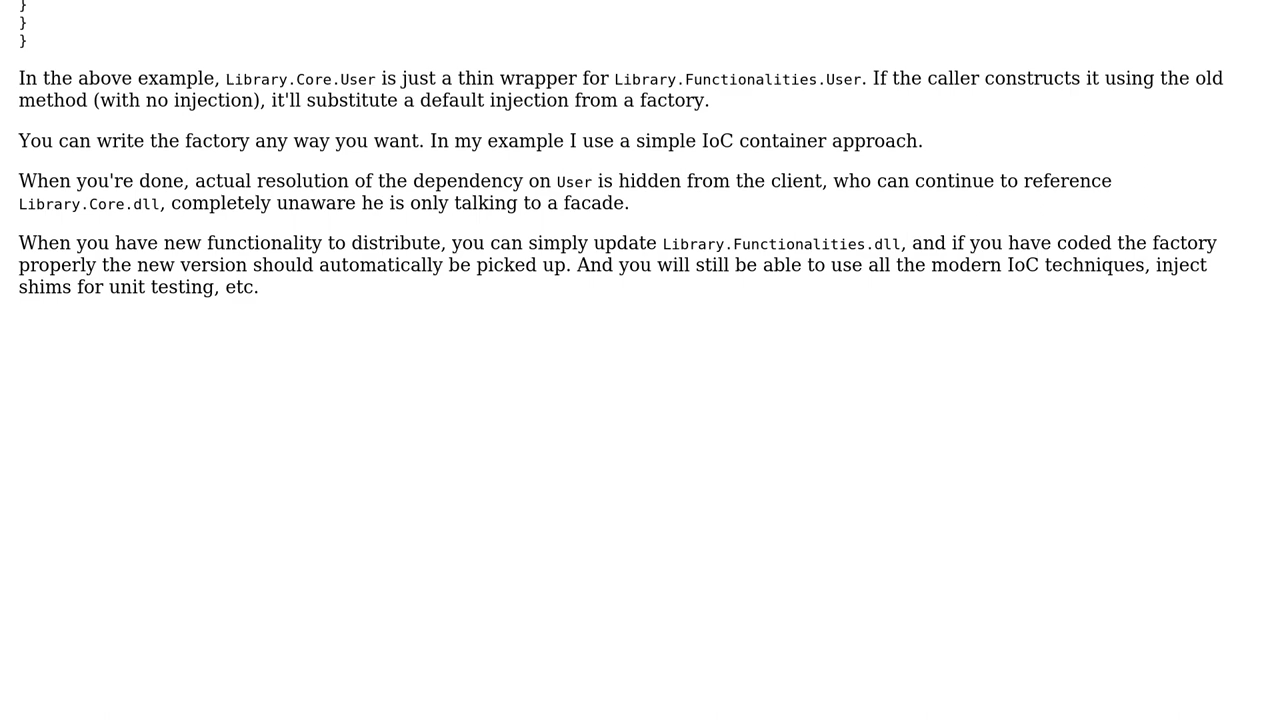 }
}
}
In the above example, Library.Core.User is just a thin wrapper for Library.Functionalities.User. If the caller constructs it using the old
method (with no injection), it'll substitute a default injection from a factory.
You can write the factory any way you want. In my example I use a simple IoC container approach.
When you're done, actual resolution of the dependency on User is hidden from the client, who can continue to reference
Library.Core.dll, completely unaware he is only talking to a facade.
When you have new functionality to distribute, you can simply update Library.Functionalities.dll, and if you have coded the factory
properly the new version should automatically be picked up. And you will still be able to use all the modern IoC techniques, inject
shims for unit testing, etc.